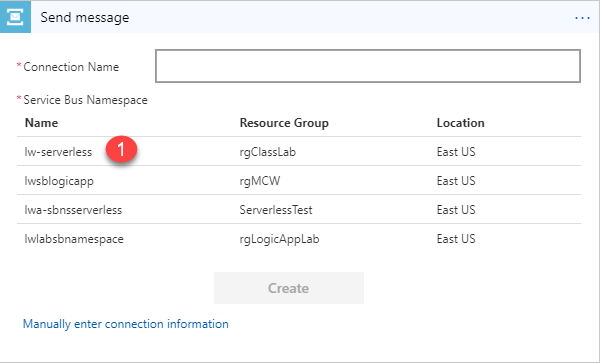 Send message ...
* Connection Name
* Service Bus Namespace
Name Resource Group Location
lw-serverless 1 rgClassLab East US
lwsblogicapp rgMCW East US
lwa-sbnsserverless ServerlessTest East US
lwlabsbnamespace rgLogicAppLab East US
Create
Manually enter connection information